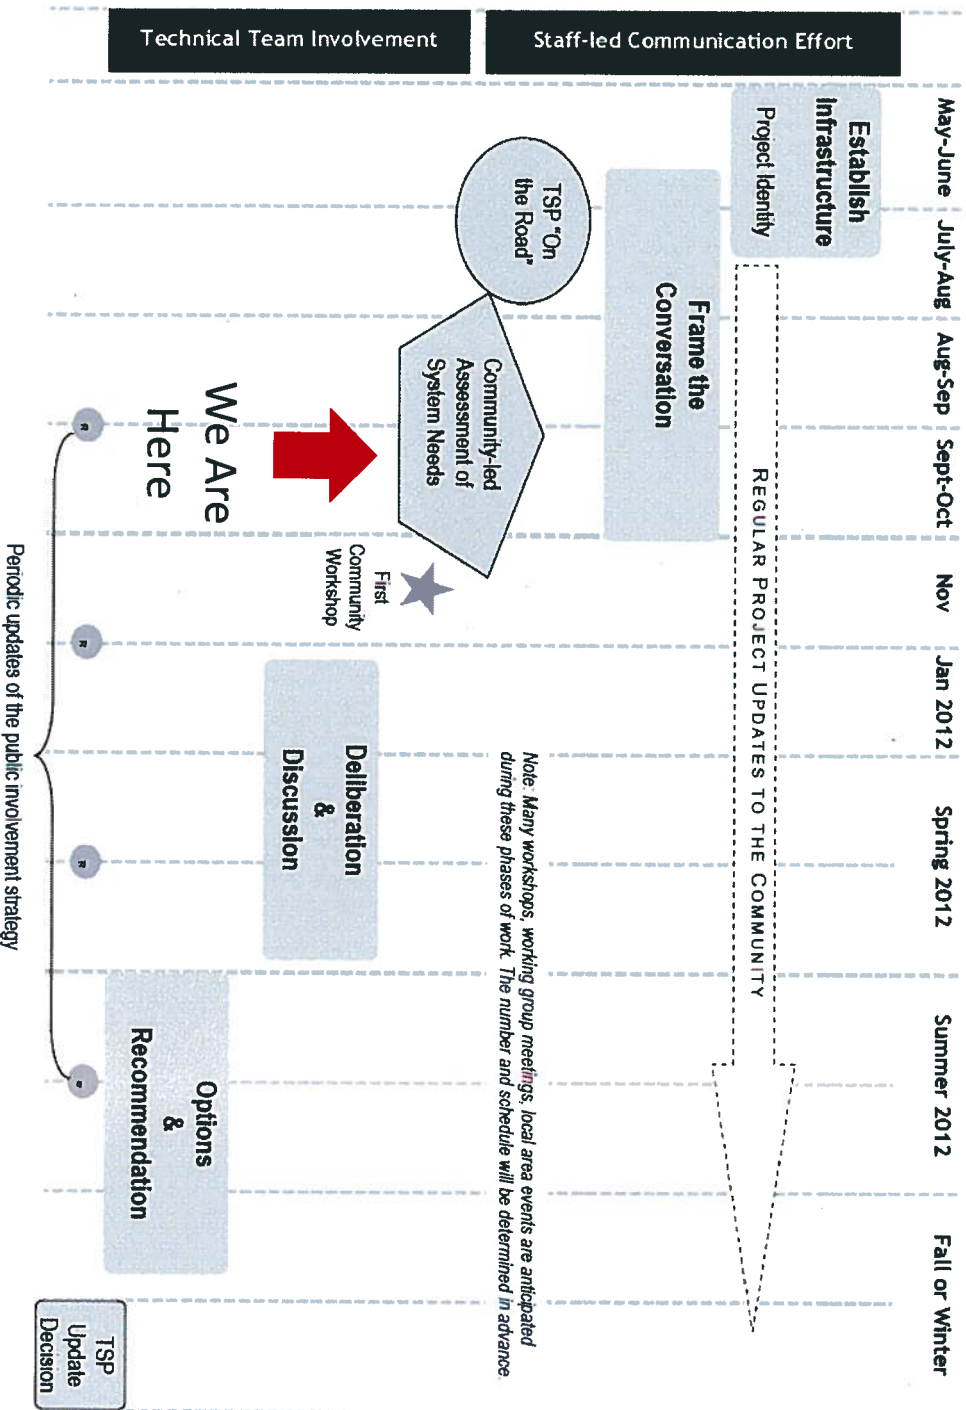 May-June
July-Aug
Aug-Sep
Sept-Oct
Nov
Jan 2012
Spring 2012
Summer 2012
Fall or Winter
Staff-led Communication Effort
Technical Team Involvement
Establish
Infrastructure
Project Identity
REGULAR PROJECT UPDATES TO THE COMMUNITY
Frame the
Conversation
TSP "On
the Road"
Community-led
Assessment of
System Needs
First
Community
Workshop
We Are
Here
Note: Many workshops, working group meetings, local area events are anticipated
during these phases of work. The number and schedule will be determined in advance.
Deliberation
&
Discussion
Options
&
Recommendation
TSP
Update
Decision
Periodic updates of the public involvement strategy